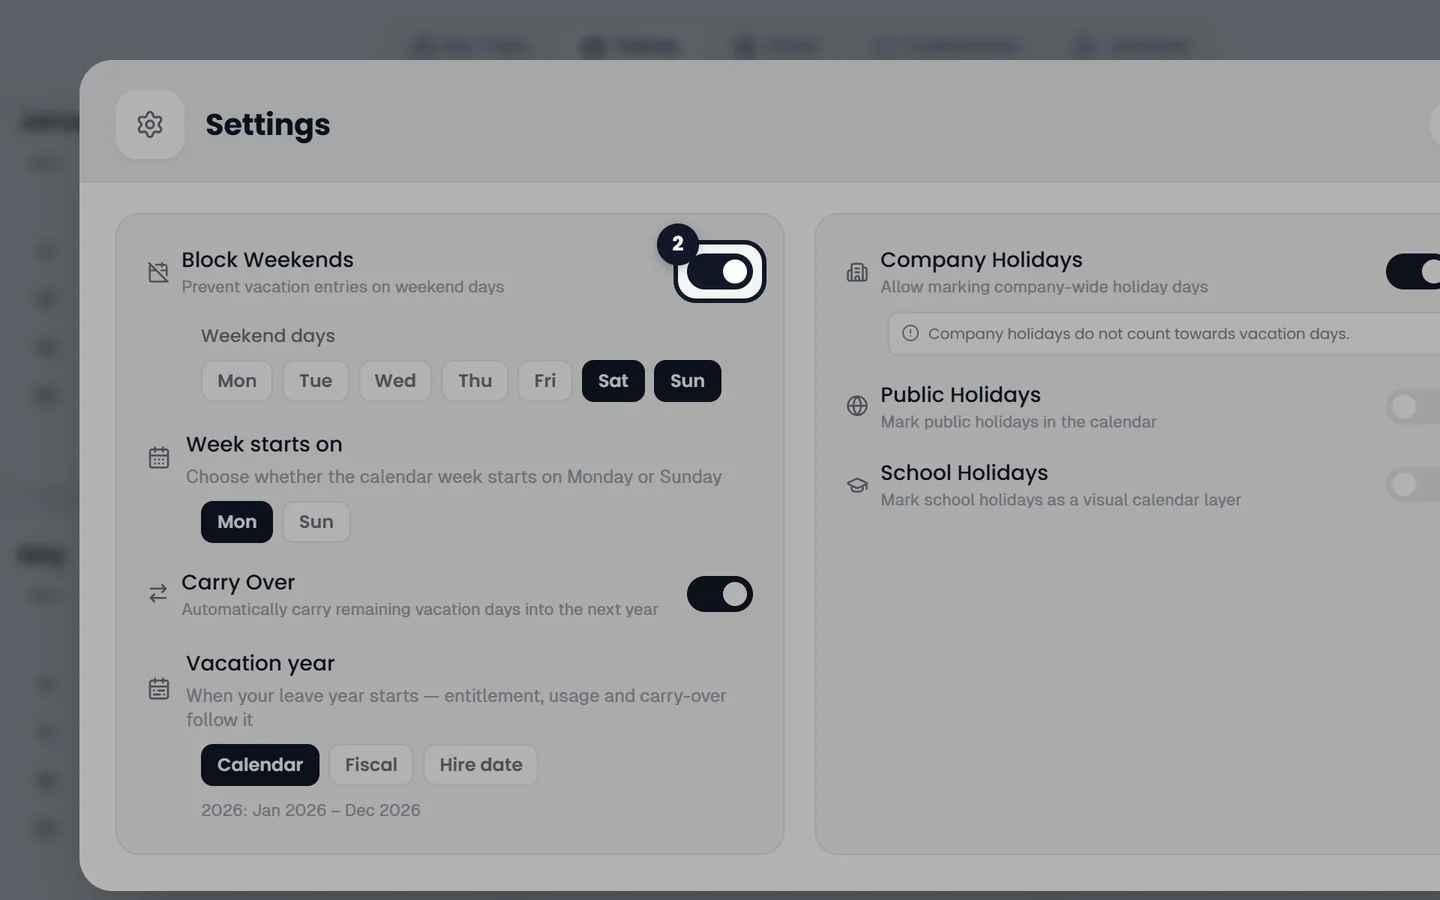 Settings
Block Weekends
2
Prevent vacation entries on weekend days
Weekend days
Mon Tue Wed Thu Fri Sat Sun
Week starts on
Choose whether the calendar week starts on Monday or Sunday
Mon Sun
Carry Over
Automatically carry remaining vacation days into the next year
Vacation year
When your leave year starts — entitlement, usage and carry-over
follow it
Calendar Fiscal Hire date
2026: Jan 2026 – Dec 2026
Company Holidays
Allow marking company-wide holiday days
Company holidays do not count towards vacation days.
Public Holidays
Mark public holidays in the calendar
School Holidays
Mark school holidays as a visual calendar layer